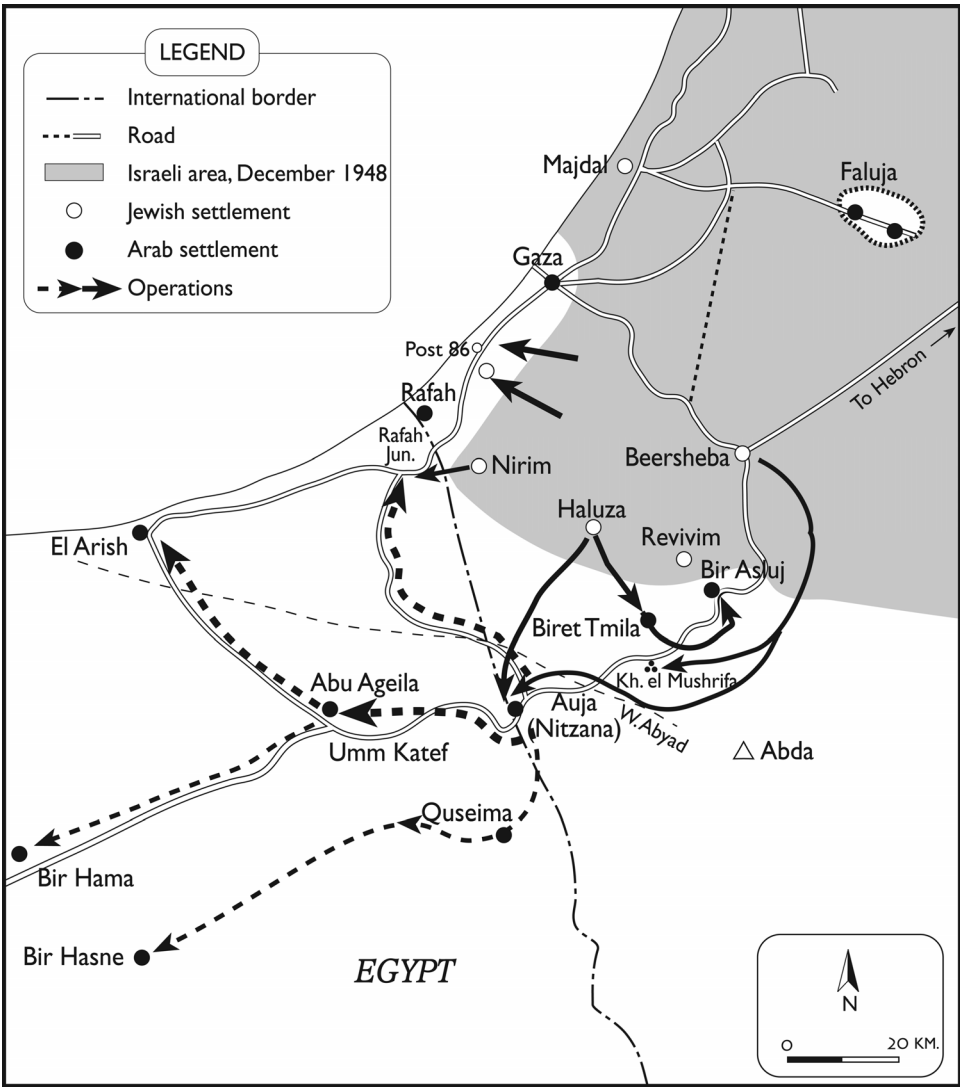 LEGEND
International border
Road
Israeli area, December 1948
Jewish settlement
Arab settlement
Operations
Majdal
Faluja
Gaza
Post 86
To Hebron
Rafah
Rafah
Jun.
Beersheba
Nirim
Haluza
Revivim
El Arish
Bir Asluj
Biret Tmila
Kh. el Mushrifa
Abu Ageila
Auja
(Nitzana)
W. Abyad
Umm Katef
Abda
Quseima
Bir Hama
Bir Hasne
EGYPT
N
0 20 KM.